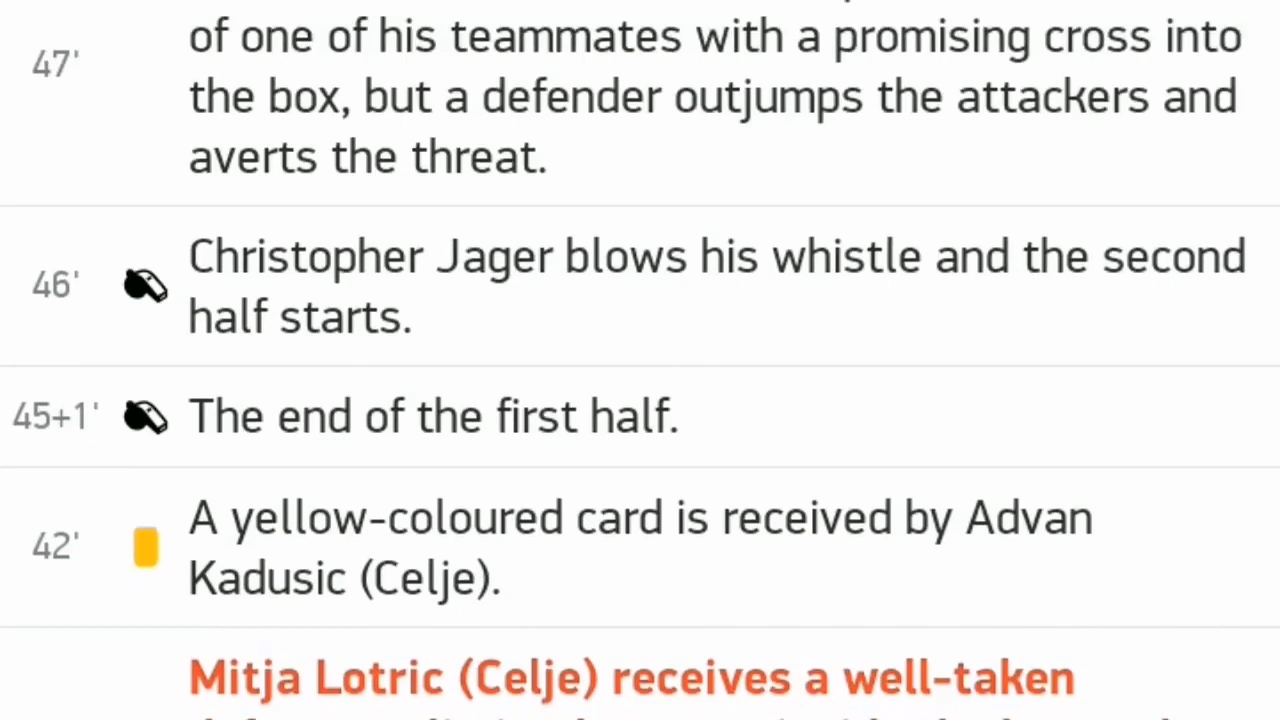 of one of his teammates with a promising cross into
47'
the box, but a defender outjumps the attackers and
averts the threat.
Christopher Jager blows his whistle and the second
46'
half starts.
45+1' The end of the first half.
A yellow-coloured card is received by Advan
42'
Kadusic (Celje).
Mitja Lotric (Celje) receives a well-taken